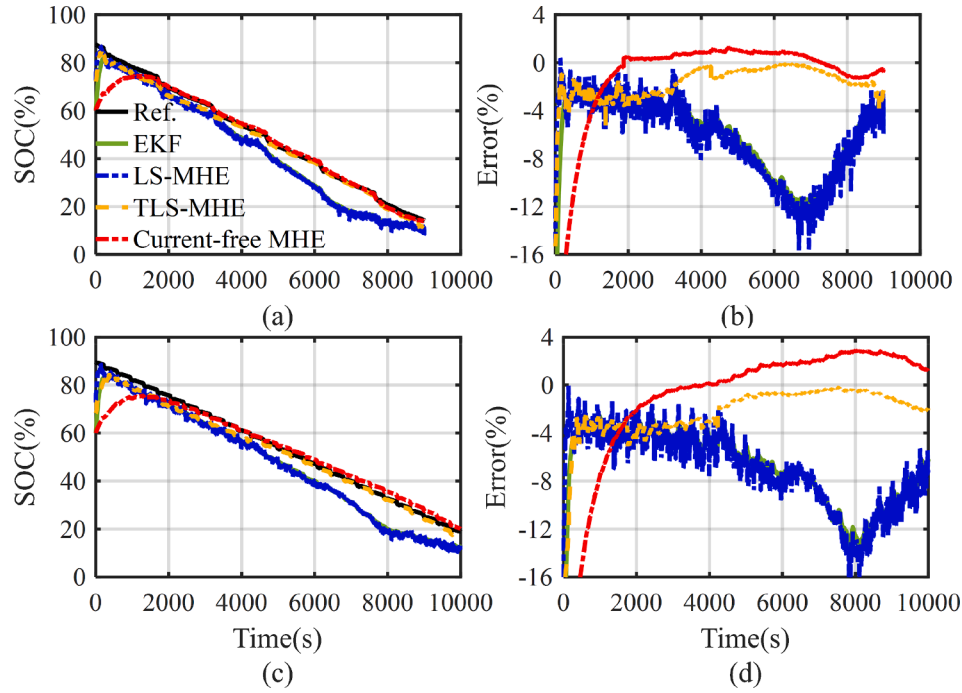 SOC(%)
100
80
60
40
20
0
Ref.
EKF
LS-MHE
TLS-MHE
Current-free MHE
0 2000 4000 6000 8000 10000
(a)
Error(%)
4
0
-4
-8
-12
-16
0 2000 4000 6000 8000 10000
(b)
SOC(%)
100
80
60
40
20
0
0 2000 4000 6000 8000 10000
Time(s)
(c)
Error(%)
4
0
-4
-8
-12
-16
0 2000 4000 6000 8000 10000
Time(s)
(d)